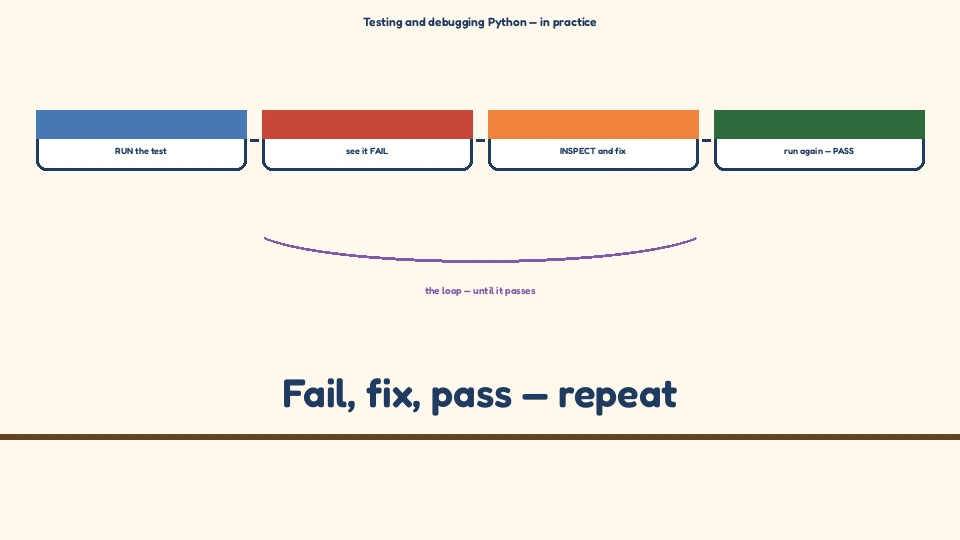 Testing and debugging Python — in practice
RUN the test
see it FAIL
INSPECT and fix
run again — PASS
the loop — until it passes
Fail, fix, pass — repeat